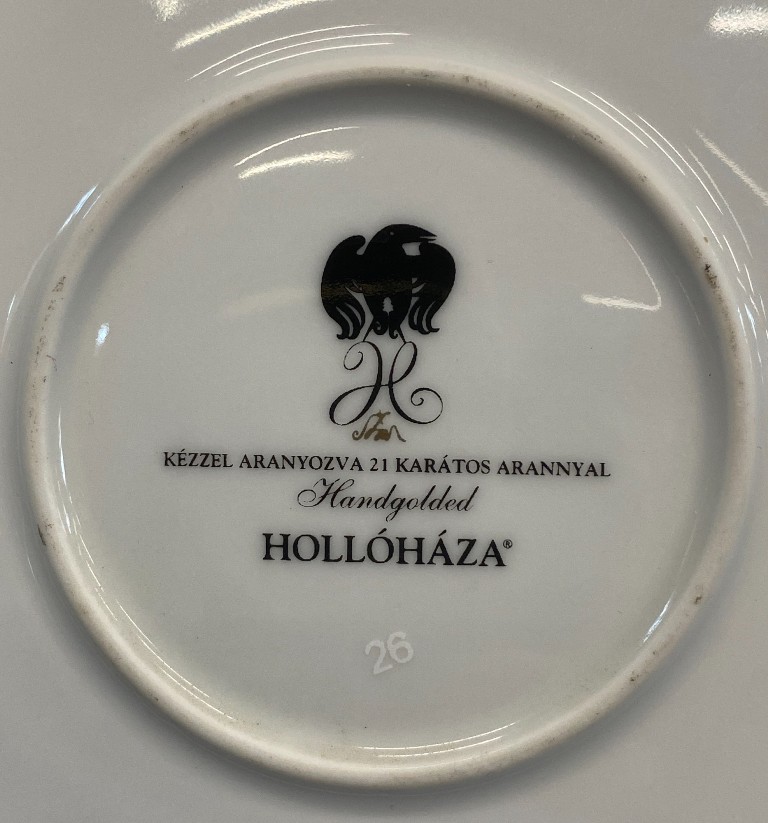 H
KÉZZEL ARANYOZVA 21 KARÁTOS ARANNYAL
Handgolded
HOLLÓHÁZA®
26